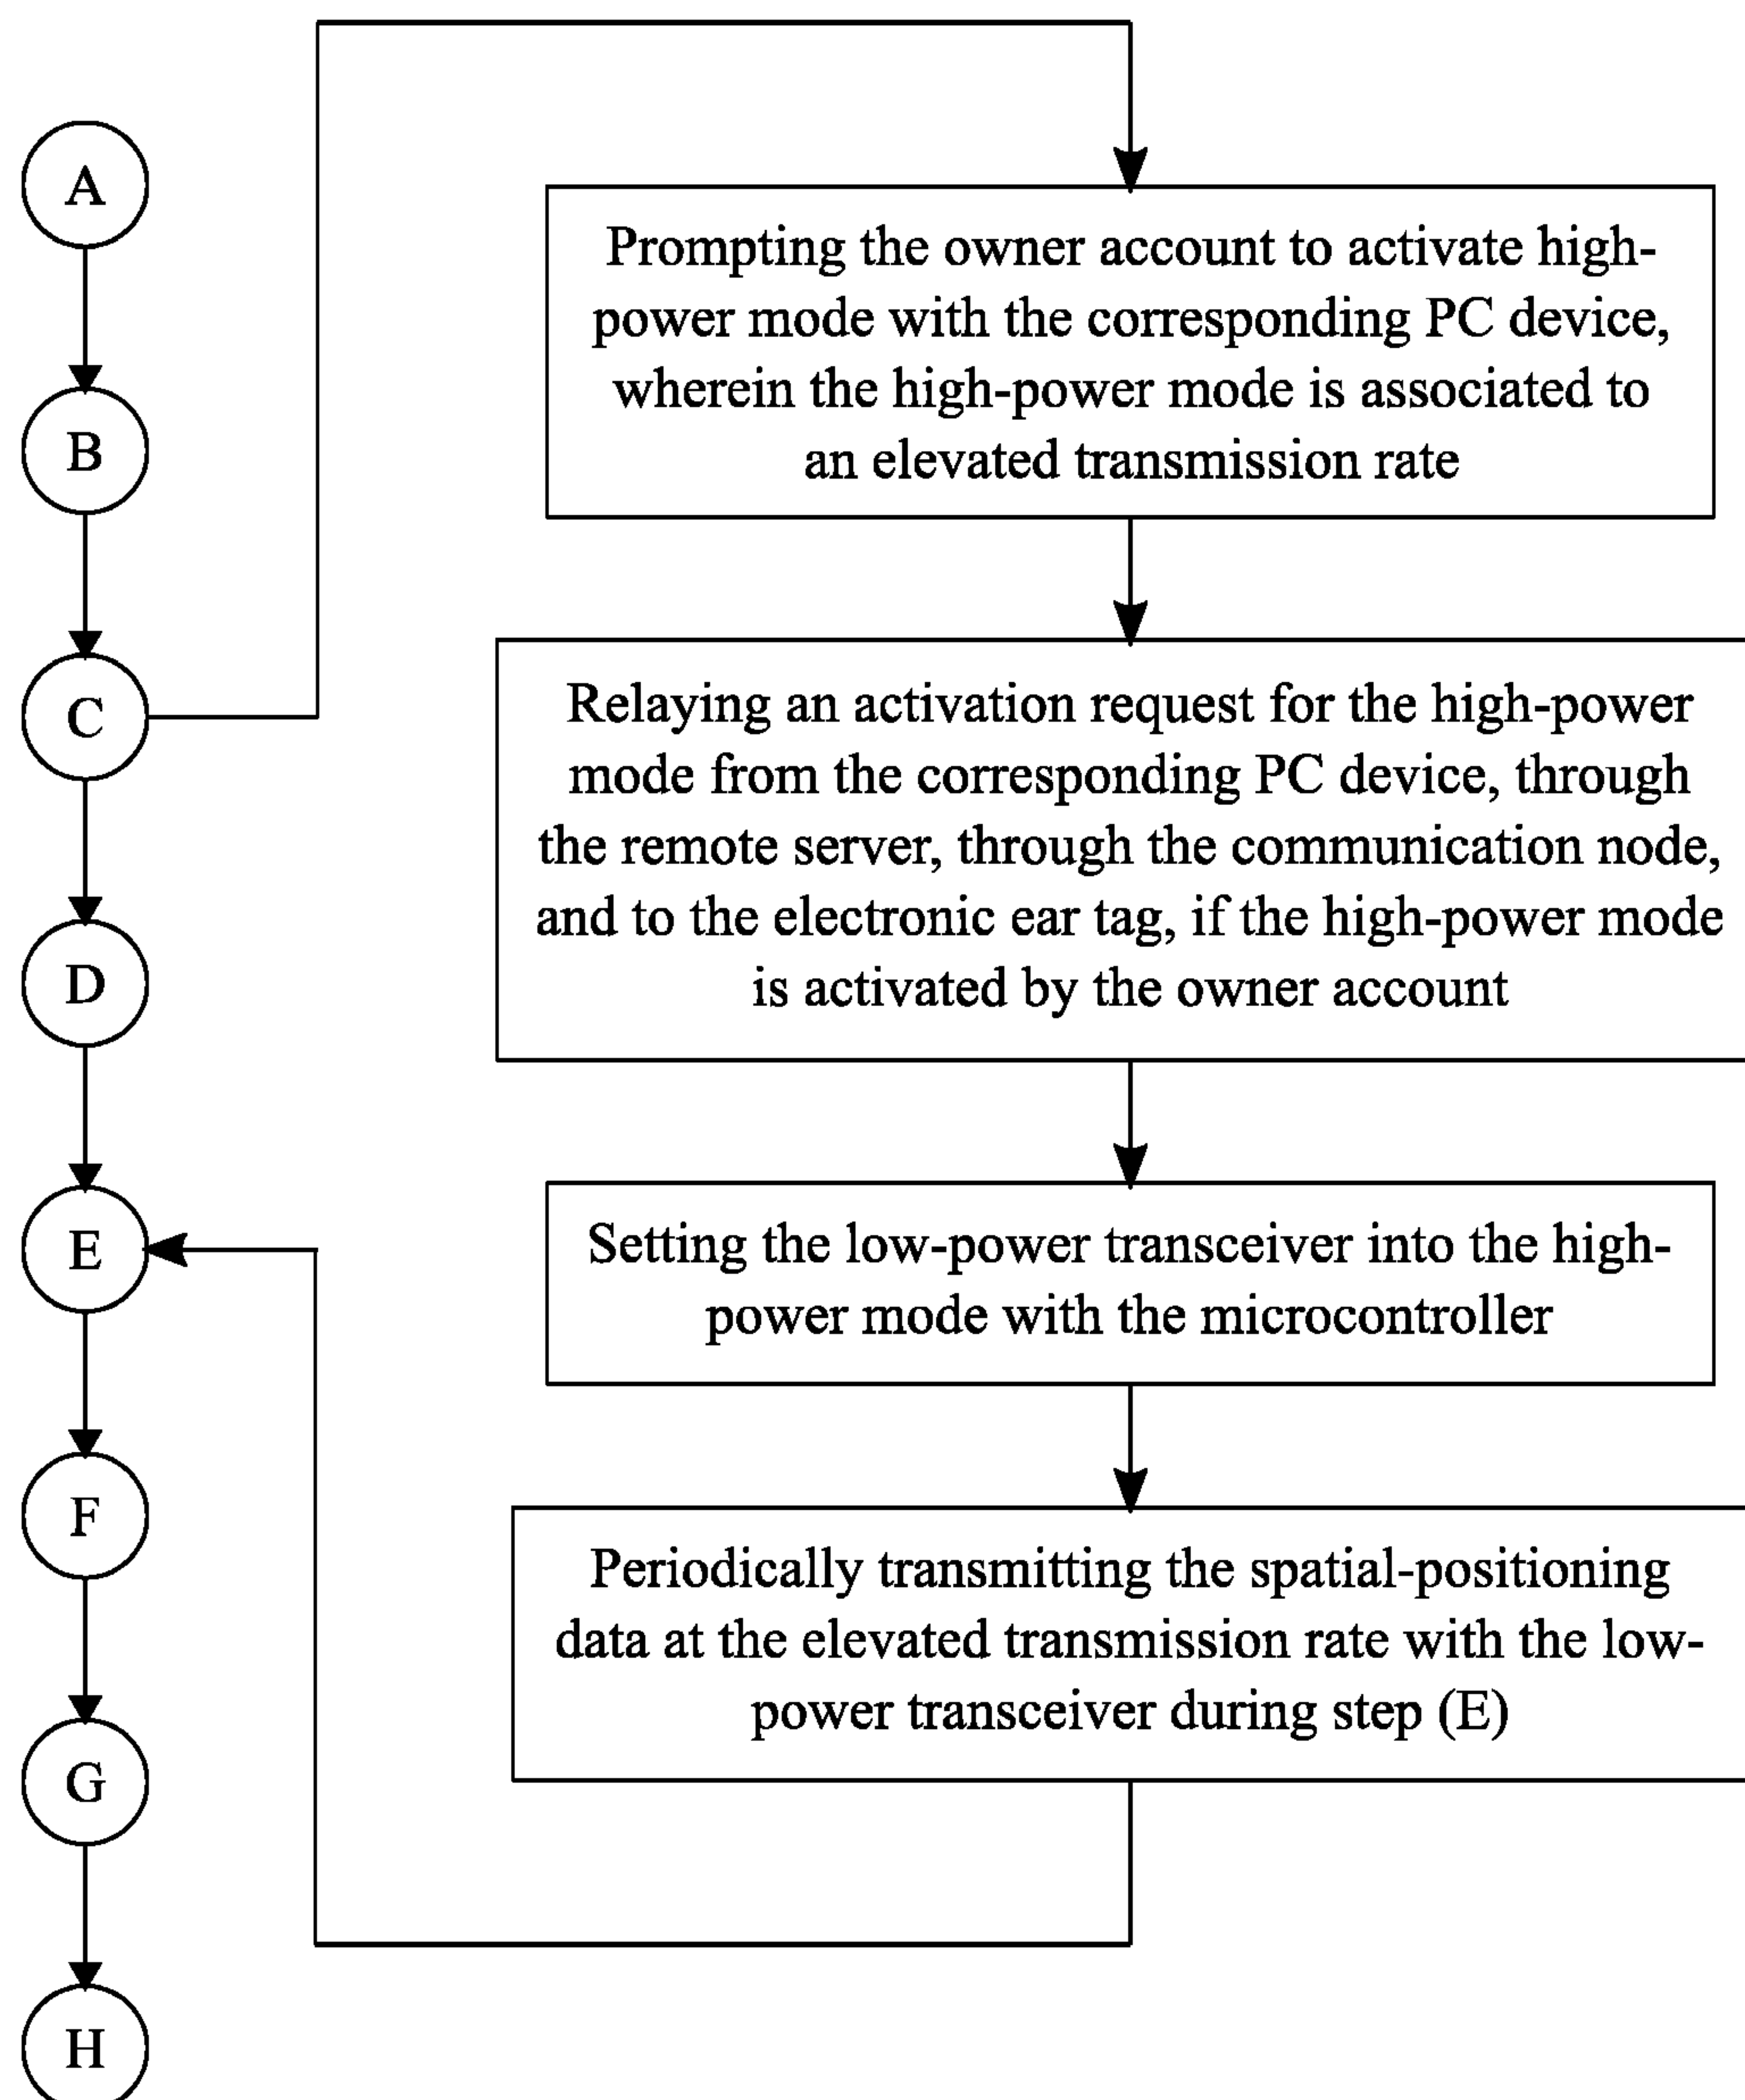 A
B
C
D
E
F
G
H
Prompting the owner account to activate high-
power mode with the corresponding PC device,
wherein the high-power mode is associated to
an elevated transmission rate
Relaying an activation request for the high-power
mode from the corresponding PC device, through
the remote server, through the communication node,
and to the electronic ear tag, if the high-power mode
is activated by the owner account
Setting the low-power transceiver into the high-
power mode with the microcontroller
Periodically transmitting the spatial-positioning
data at the elevated transmission rate with the low-
power transceiver during step (E)